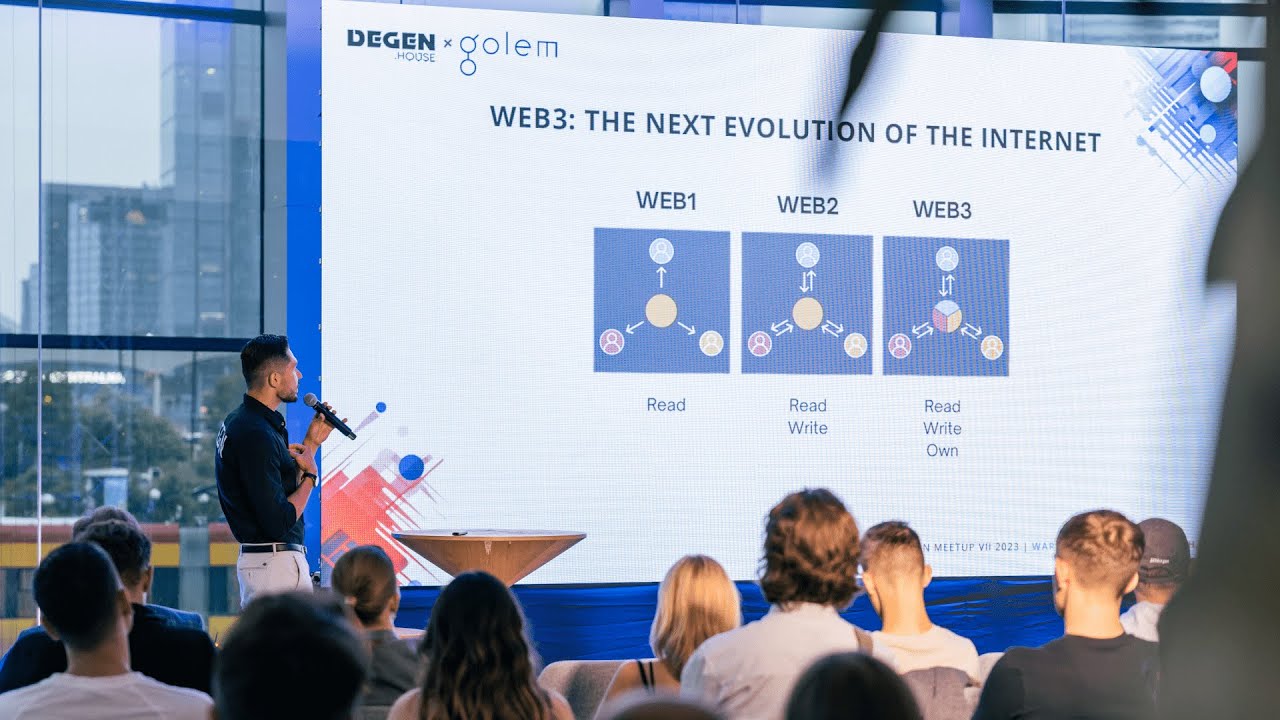 DEGEN × golem
.HOUSE
WEB3: THE NEXT EVOLUTION OF THE INTERNET
WEB1
WEB2
WEB3
Read
Read
Write
Read
Write
Own
MEETUP VII 2023 |